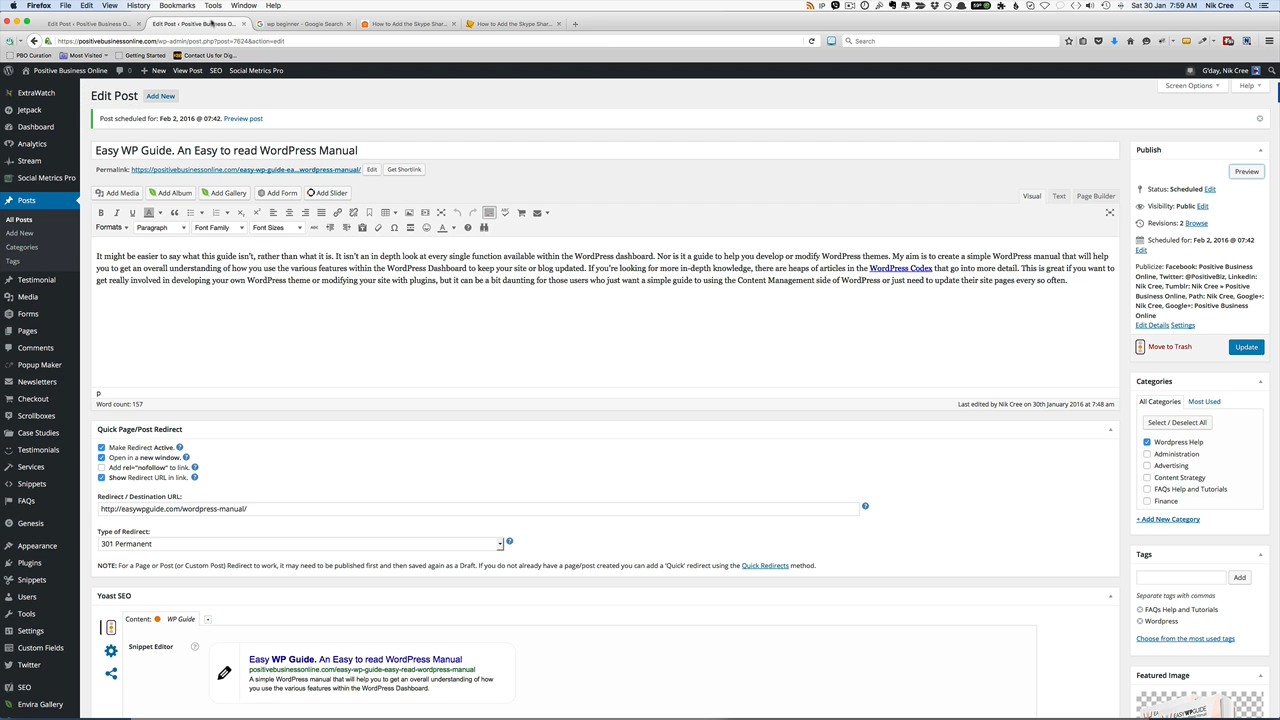 Firefox File Edit View History Bookmarks Tools Window Help Sat 30 Jan 7:59 AM Nik Cree
Edit Post ‹ Positive Business O... Edit Post ‹ Positive Business O... wp beginner - Google Search How to Add the Skype Shar... How to Add the Skype Shar...
https://positivebusinessonline.com/wp-admin/post.php?post=7624&action=edit Search
PBO Curation Most Visited Getting Started Contact Us for Dig...
Positive Business Online 0 New View Post SEO Social Metrics Pro G'day, Nik Cree
ExtraWatch
Jetpack
Dashboard
Analytics
Stream
Social Metrics Pro
Posts
All Posts
Add New
Categories
Tags
Testimonial
Media
Forms
Pages
Comments
Popup Maker
Newsletters
Checkout
Scrollboxes
Case Studies
Testimonials
Services
Snippets
FAQs
Genesis
Appearance
Plugins
Snippets
Users
Tools
Settings
Custom Fields
Twitter
SEO
Envira Gallery
Screen Options Help
Edit Post Add New
Post scheduled for: Feb 2, 2016 @ 07:42. Preview post
Easy WP Guide. An Easy to read WordPress Manual
Permalink: https://positivebusinessonline.com/easy-wp-guide-ea...wordpress-manual/ Edit Get Shortlink
Add Media Add Album Add Gallery Add Form Add Slider
Visual Text Page Builder
Formats Paragraph Font Family Font Sizes
It might be easier to say what this guide isn't, rather than what it is. It isn't an in depth look at every single function available within the WordPress dashboard. Nor is it a guide to help you develop or modify WordPress themes. My aim is to create a simple WordPress manual that will help
you to get an overall understanding of how you use the various features within the WordPress Dashboard to keep your site or blog updated. If you're looking for more in-depth knowledge, there are heaps of articles in the WordPress Codex that go into more detail. This is great if you want to
get really involved in developing your own WordPress theme or modifying your site with plugins, but it can be a bit daunting for those users who just want a simple guide to using the Content Management side of WordPress or just need to update their site pages every so often.
p
Word count: 157 Last edited by Nik Cree on 30th January 2016 at 7:48 am
Quick Page/Post Redirect
Make Redirect Active.
Open in a new window.
Add rel="nofollow" to link.
Show Redirect URL in link.
Redirect / Destination URL:
http://easywpguide.com/wordpress-manual/
Type of Redirect:
301 Permanent
NOTE: For a Page or Post (or Custom Post) Redirect to work, it may need to be published first and then saved again as a Draft. If you do not already have a page/post created you can add a 'Quick' redirect using the Quick Redirects method.
Yoast SEO
Content: WP Guide +
Snippet Editor
Easy WP Guide. An Easy to read WordPress Manual
positivebusinessonline.com/easy-wp-guide-easy-read-wordpress-manual
A simple WordPress manual that will help you to get an overall understanding of how
you use the various features within the WordPress Dashboard.
Publish
Preview
Status: Scheduled Edit
Visibility: Public Edit
Revisions: 2 Browse
Scheduled for: Feb 02, 2016 @ 07:42
Edit
Publicize: Facebook: Positive Business
Online, Twitter: @PositiveBiz, LinkedIn:
Nik Cree, Tumblr: Nik Cree » Positive
Business Online, Path: Nik Cree, Google+:
Nik Cree, Google+: Positive Business
Online
Edit Details Settings
Move to Trash Update
Categories
All Categories Most Used
Select / Deselect All
Wordpress Help
Administration
Advertising
Content Strategy
FAQs Help and Tutorials
Finance
+ Add New Category
Tags
Add
Separate tags with commas
FAQs Help and Tutorials
Wordpress
Choose from the most used tags
Featured Image
EASYWPGUIDE